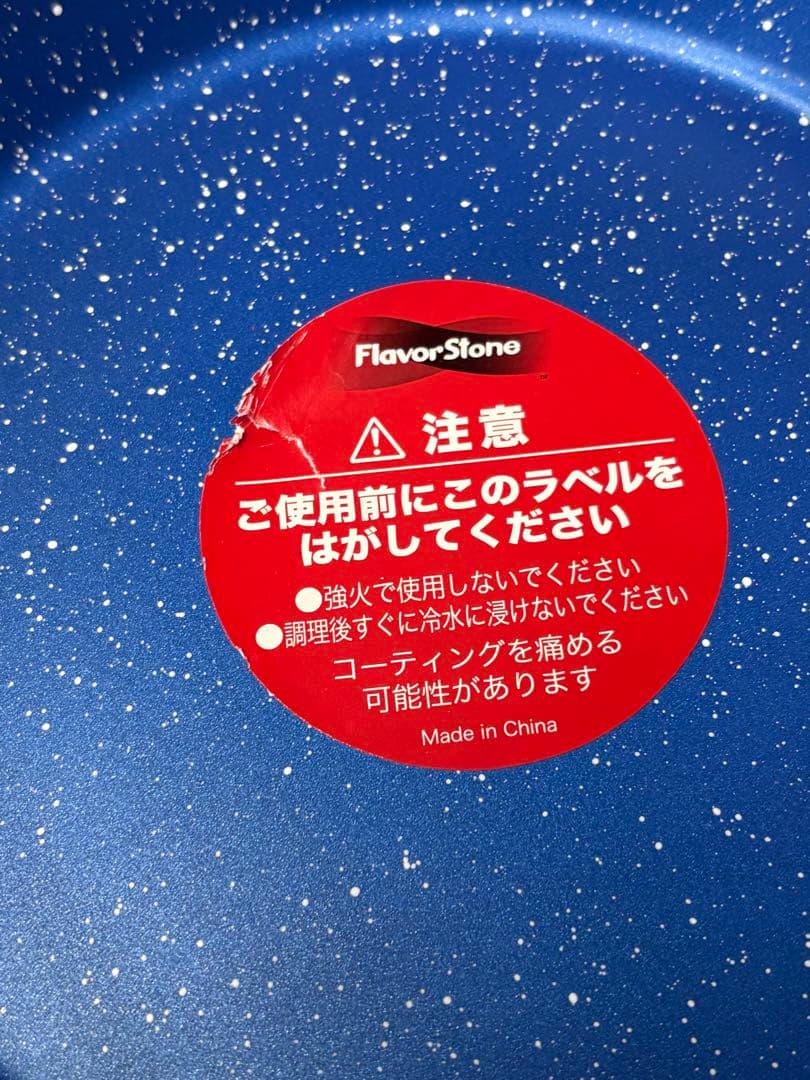 FlavorStone
™
注意
ご使用前にこのラベルを
はがしてください
●強火で使用しないでください
●調理後すぐに冷水に浸けないでください
コーティングを痛める
可能性があります
Made in China